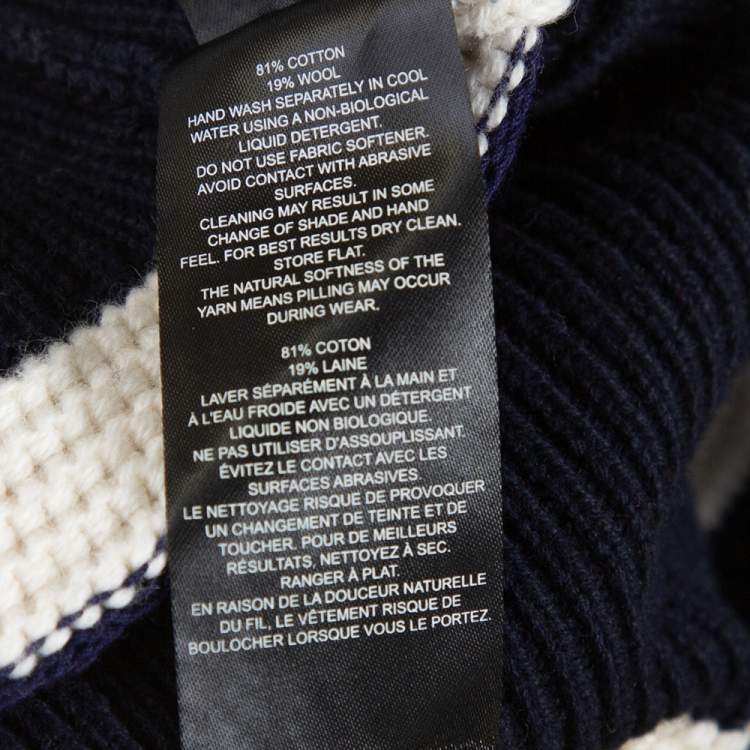 81% COTTON
19% WOOL
HAND WASH SEPARATELY IN COOL
WATER USING A NON-BIOLOGICAL
LIQUID DETERGENT.
DO NOT USE FABRIC SOFTENER.
AVOID CONTACT WITH ABRASIVE
SURFACES.
CLEANING MAY RESULT IN SOME
CHANGE OF SHADE AND HAND
FEEL. FOR BEST RESULTS DRY CLEAN.
STORE FLAT.
THE NATURAL SOFTNESS OF THE
YARN MEANS PILLING MAY OCCUR
DURING WEAR.
81% COTON
19% LAINE
LAVER SÉPARÉMENT À LA MAIN ET
À L'EAU FROIDE AVEC UN DÉTERGENT
LIQUIDE NON BIOLOGIQUE.
NE PAS UTILISER D'ASSOUPLISSANT.
ÉVITEZ LE CONTACT AVEC LES
SURFACES ABRASIVES.
LE NETTOYAGE RISQUE DE PROVOQUER
UN CHANGEMENT DE TEINTE ET DE
TOUCHER. POUR DE MEILLEURS
RÉSULTATS, NETTOYEZ À SEC.
RANGER À PLAT.
EN RAISON DE LA DOUCEUR NATURELLE
DU FIL, LE VÊTEMENT RISQUE DE
BOULOCHER LORSQUE VOUS LE PORTEZ.